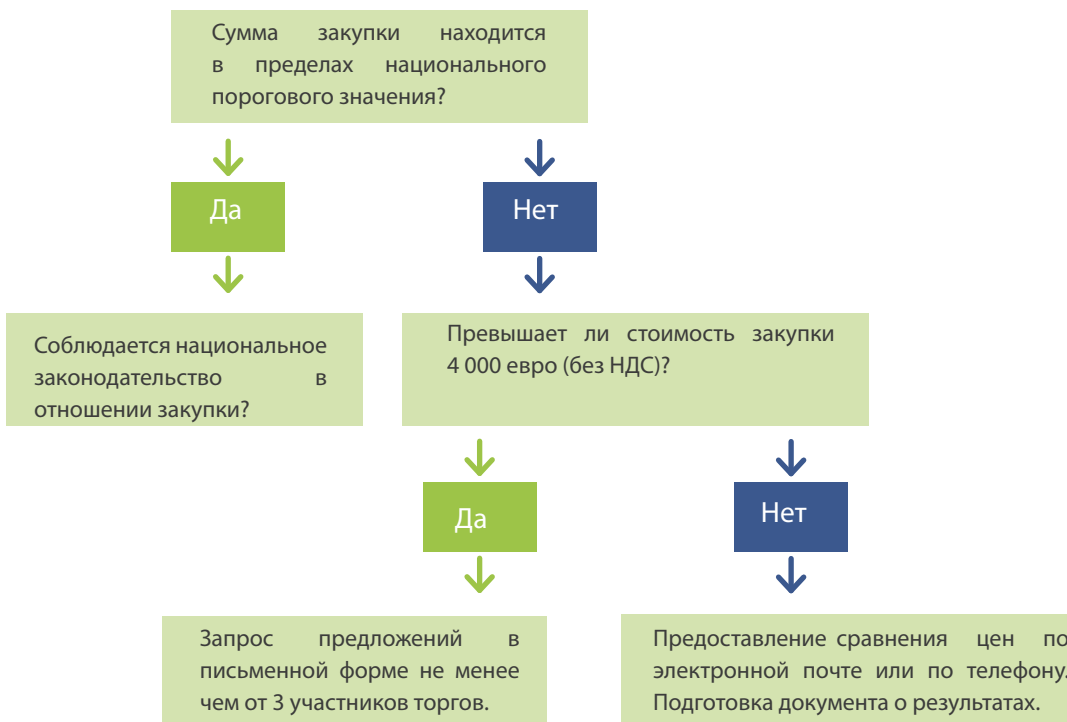 Сумма закупки находится
в пределах национального
порогового значения?
Да
Нет
Соблюдается национальное
законодательство в
отношении закупки?
Превышает ли стоимость закупки
4 000 евро (без НДС)?
Да
Нет
Запрос предложений в
письменной форме не менее
чем от 3 участников торгов.
Предоставление сравнения цен по
электронной почте или по телефону.
Подготовка документа о результатах.